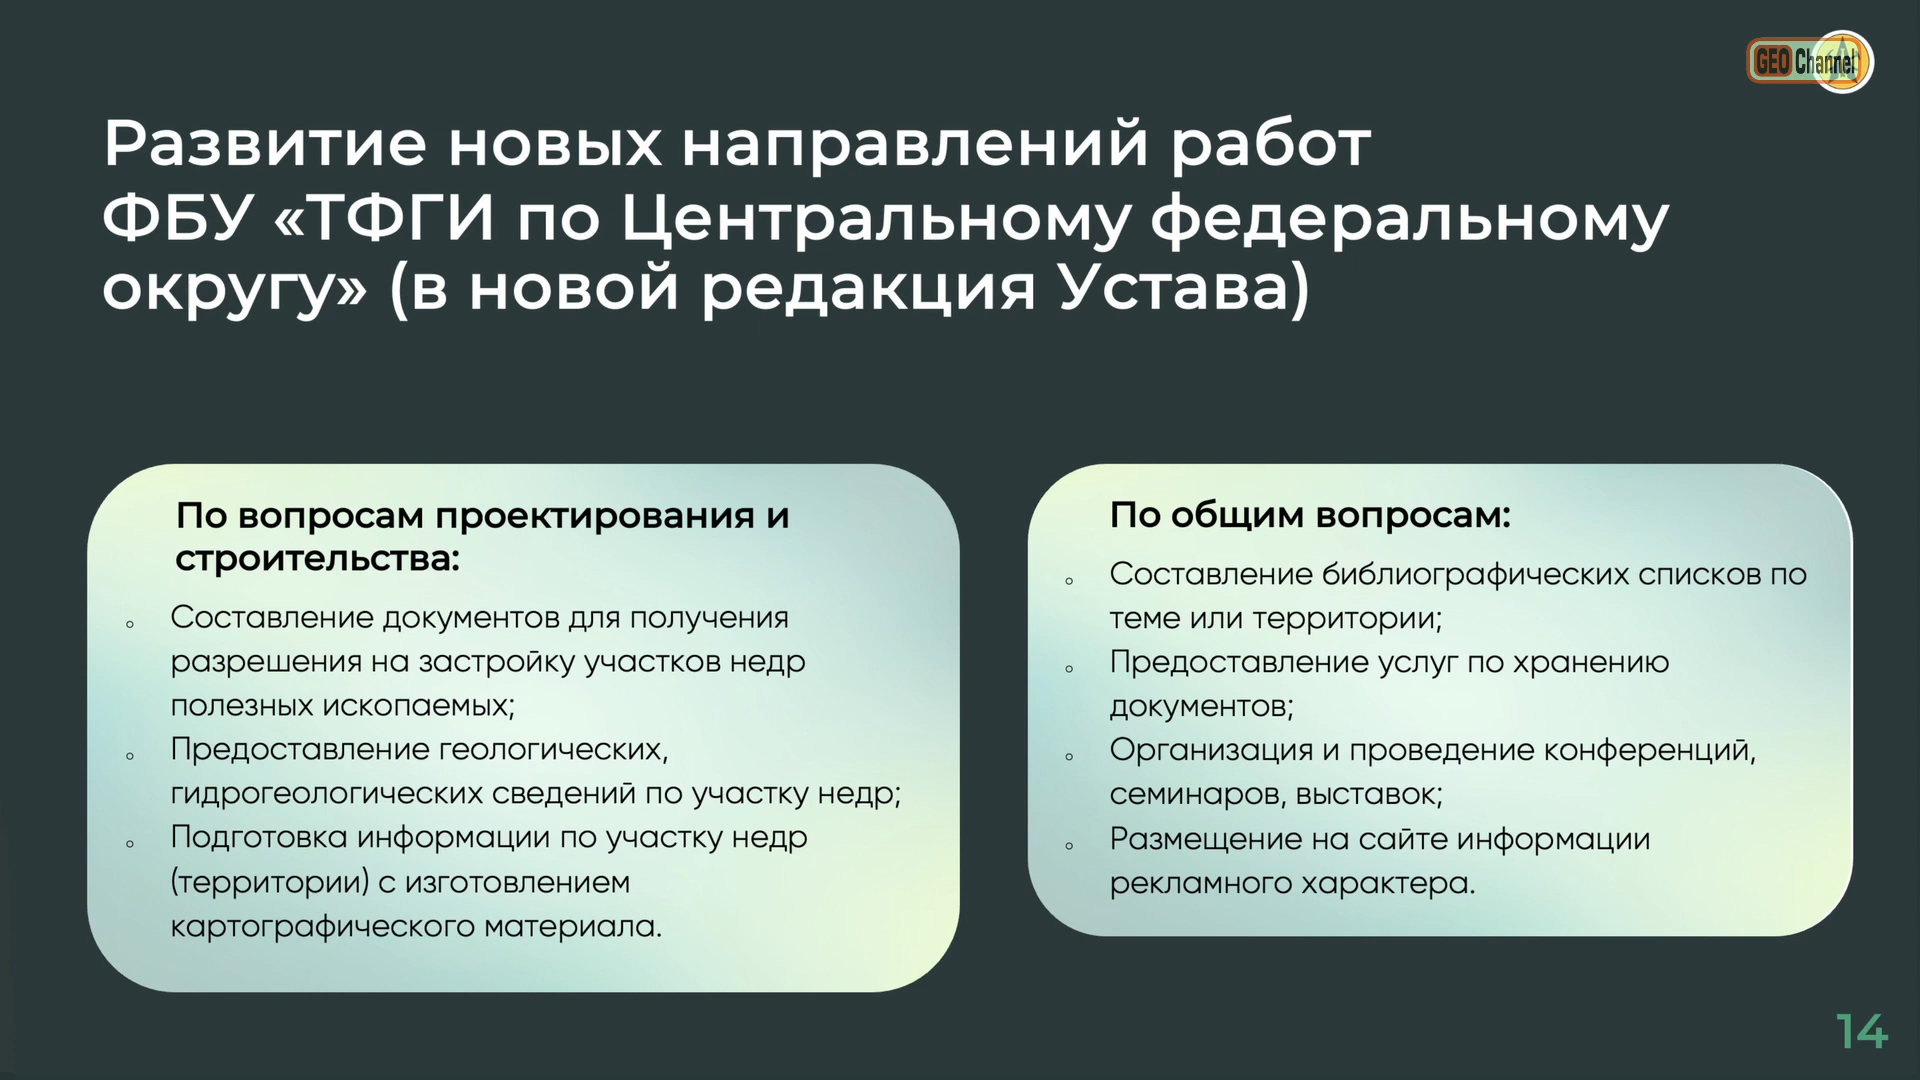 GEO Channel
Развитие новых направлений работ
ФБУ «ТФГИ по Центральному федеральному
округу» (в новой редакция Устава)
По вопросам проектирования и
строительства:
Составление документов для получения
разрешения на застройку участков недр
полезных ископаемых;
Предоставление геологических,
гидрогеологических сведений по участку недр;
Подготовка информации по участку недр
(территории) с изготовлением
картографического материала.
По общим вопросам:
Составление библиографических списков по
теме или территории;
Предоставление услуг по хранению
документов;
Организация и проведение конференций,
семинаров, выставок;
Размещение на сайте информации
рекламного характера.
14